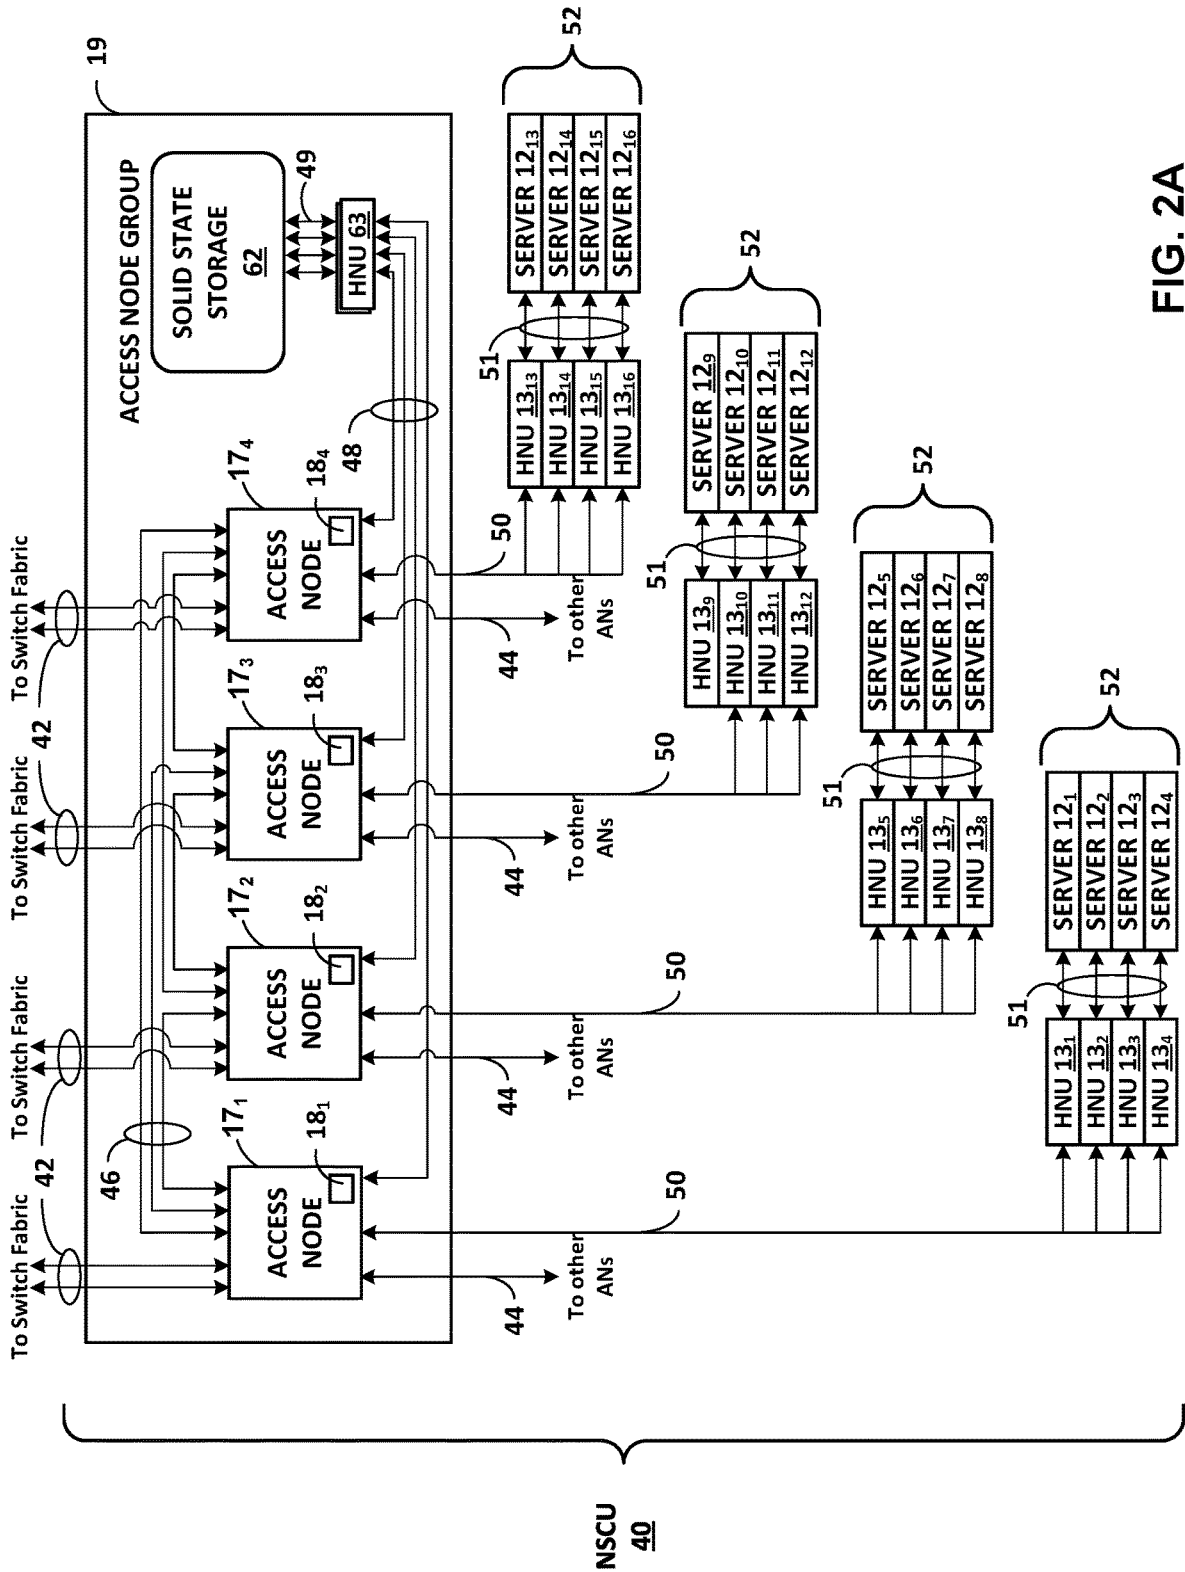 NSCU
40
To Switch Fabric
To Switch Fabric
To Switch Fabric
To Switch Fabric
42
42
42
19
ACCESS NODE GROUP
46
17₁
ACCESS
NODE
18₁
17₂
ACCESS
NODE
18₂
17₃
ACCESS
NODE
18₃
17₄
ACCESS
NODE
18₄
SOLID STATE
STORAGE
62
49
HNU 63
48
44
To other
ANs
50
44
To other
ANs
50
44
To other
ANs
50
44
To other
ANs
50
51
HNU 13₁₃
HNU 13₁₄
HNU 13₁₅
HNU 13₁₆
SERVER 12₁₃
SERVER 12₁₄
SERVER 12₁₅
SERVER 12₁₆
52
51
HNU 13₉
HNU 13₁₀
HNU 13₁₁
HNU 13₁₂
SERVER 12₉
SERVER 12₁₀
SERVER 12₁₁
SERVER 12₁₂
52
51
HNU 13₅
HNU 13₆
HNU 13₇
HNU 13₈
SERVER 12₅
SERVER 12₆
SERVER 12₇
SERVER 12₈
52
51
HNU 13₁
HNU 13₂
HNU 13₃
HNU 13₄
SERVER 12₁
SERVER 12₂
SERVER 12₃
SERVER 12₄
52
FIG. 2A